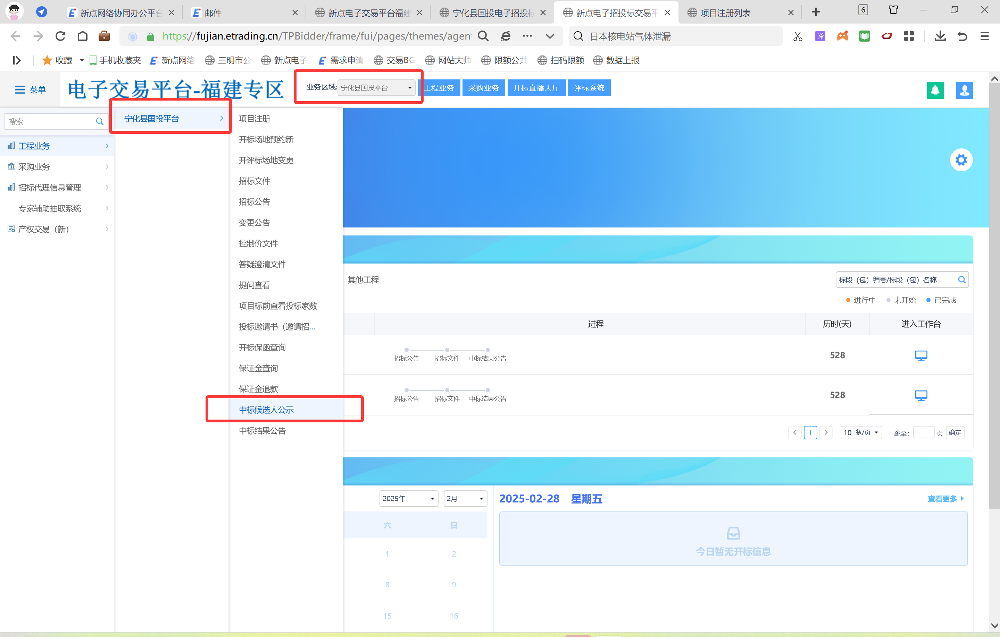 新点网络协同办公平台
邮件
新点电子交易平台福建
宁化县国投电子招投标
新点电子招投标交易平
项目注册列表
6
https://fujian.etrading.cn/TPBidder/frame/fui/pages/themes/agen
日本核电站气体泄漏
译
收藏
手机收藏夹
新点网络
三明市公
新点电子
需求申请
交易BG
网站大师
限额公共
扫码限额
数据上报
菜单
电子交易平台-福建专区
业务区域:
宁化县国投平台
工程业务
采购业务
开标直播大厅
评标系统
搜索
工程业务
采购业务
招标代理信息管理
专家辅助抽取系统
产权交易（新）
宁化县国投平台
项目注册
开标场地预约新
开评标场地变更
招标文件
招标公告
变更公告
控制价文件
答疑澄清文件
提问查看
项目标前查看投标家数
投标邀请书（邀请招...
开标保函查询
保证金查询
保证金退款
中标候选人公示
中标结果公告
其他工程
标段（包）编号/标段（包）名称
进行中
未开始
已完成
进程
历时(天)
进入工作台
招标公告
招标文件
中标结果公告
528
招标公告
招标文件
中标结果公告
528
1
10 条/页
跳至:
页
确定
2025年
2月
六
日
1
2
8
9
15
16
2025-02-28 星期五
查看更多
今日暂无开标信息